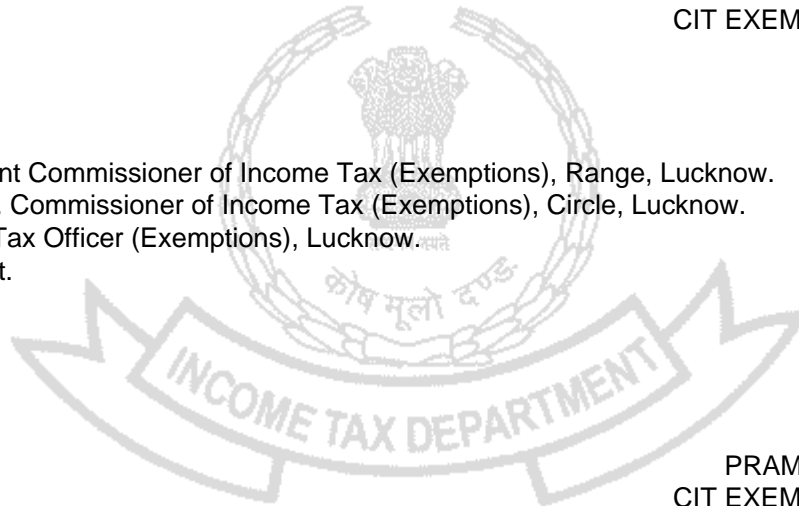 CIT EXEM
nt Commissioner of Income Tax (Exemptions), Range, Lucknow.
. Commissioner of Income Tax (Exemptions), Circle, Lucknow.
Tax Officer (Exemptions), Lucknow.
t.
कोष मूलो दण्डः
INCOME TAX DEPARTMENT
PRAM
CIT EXEM